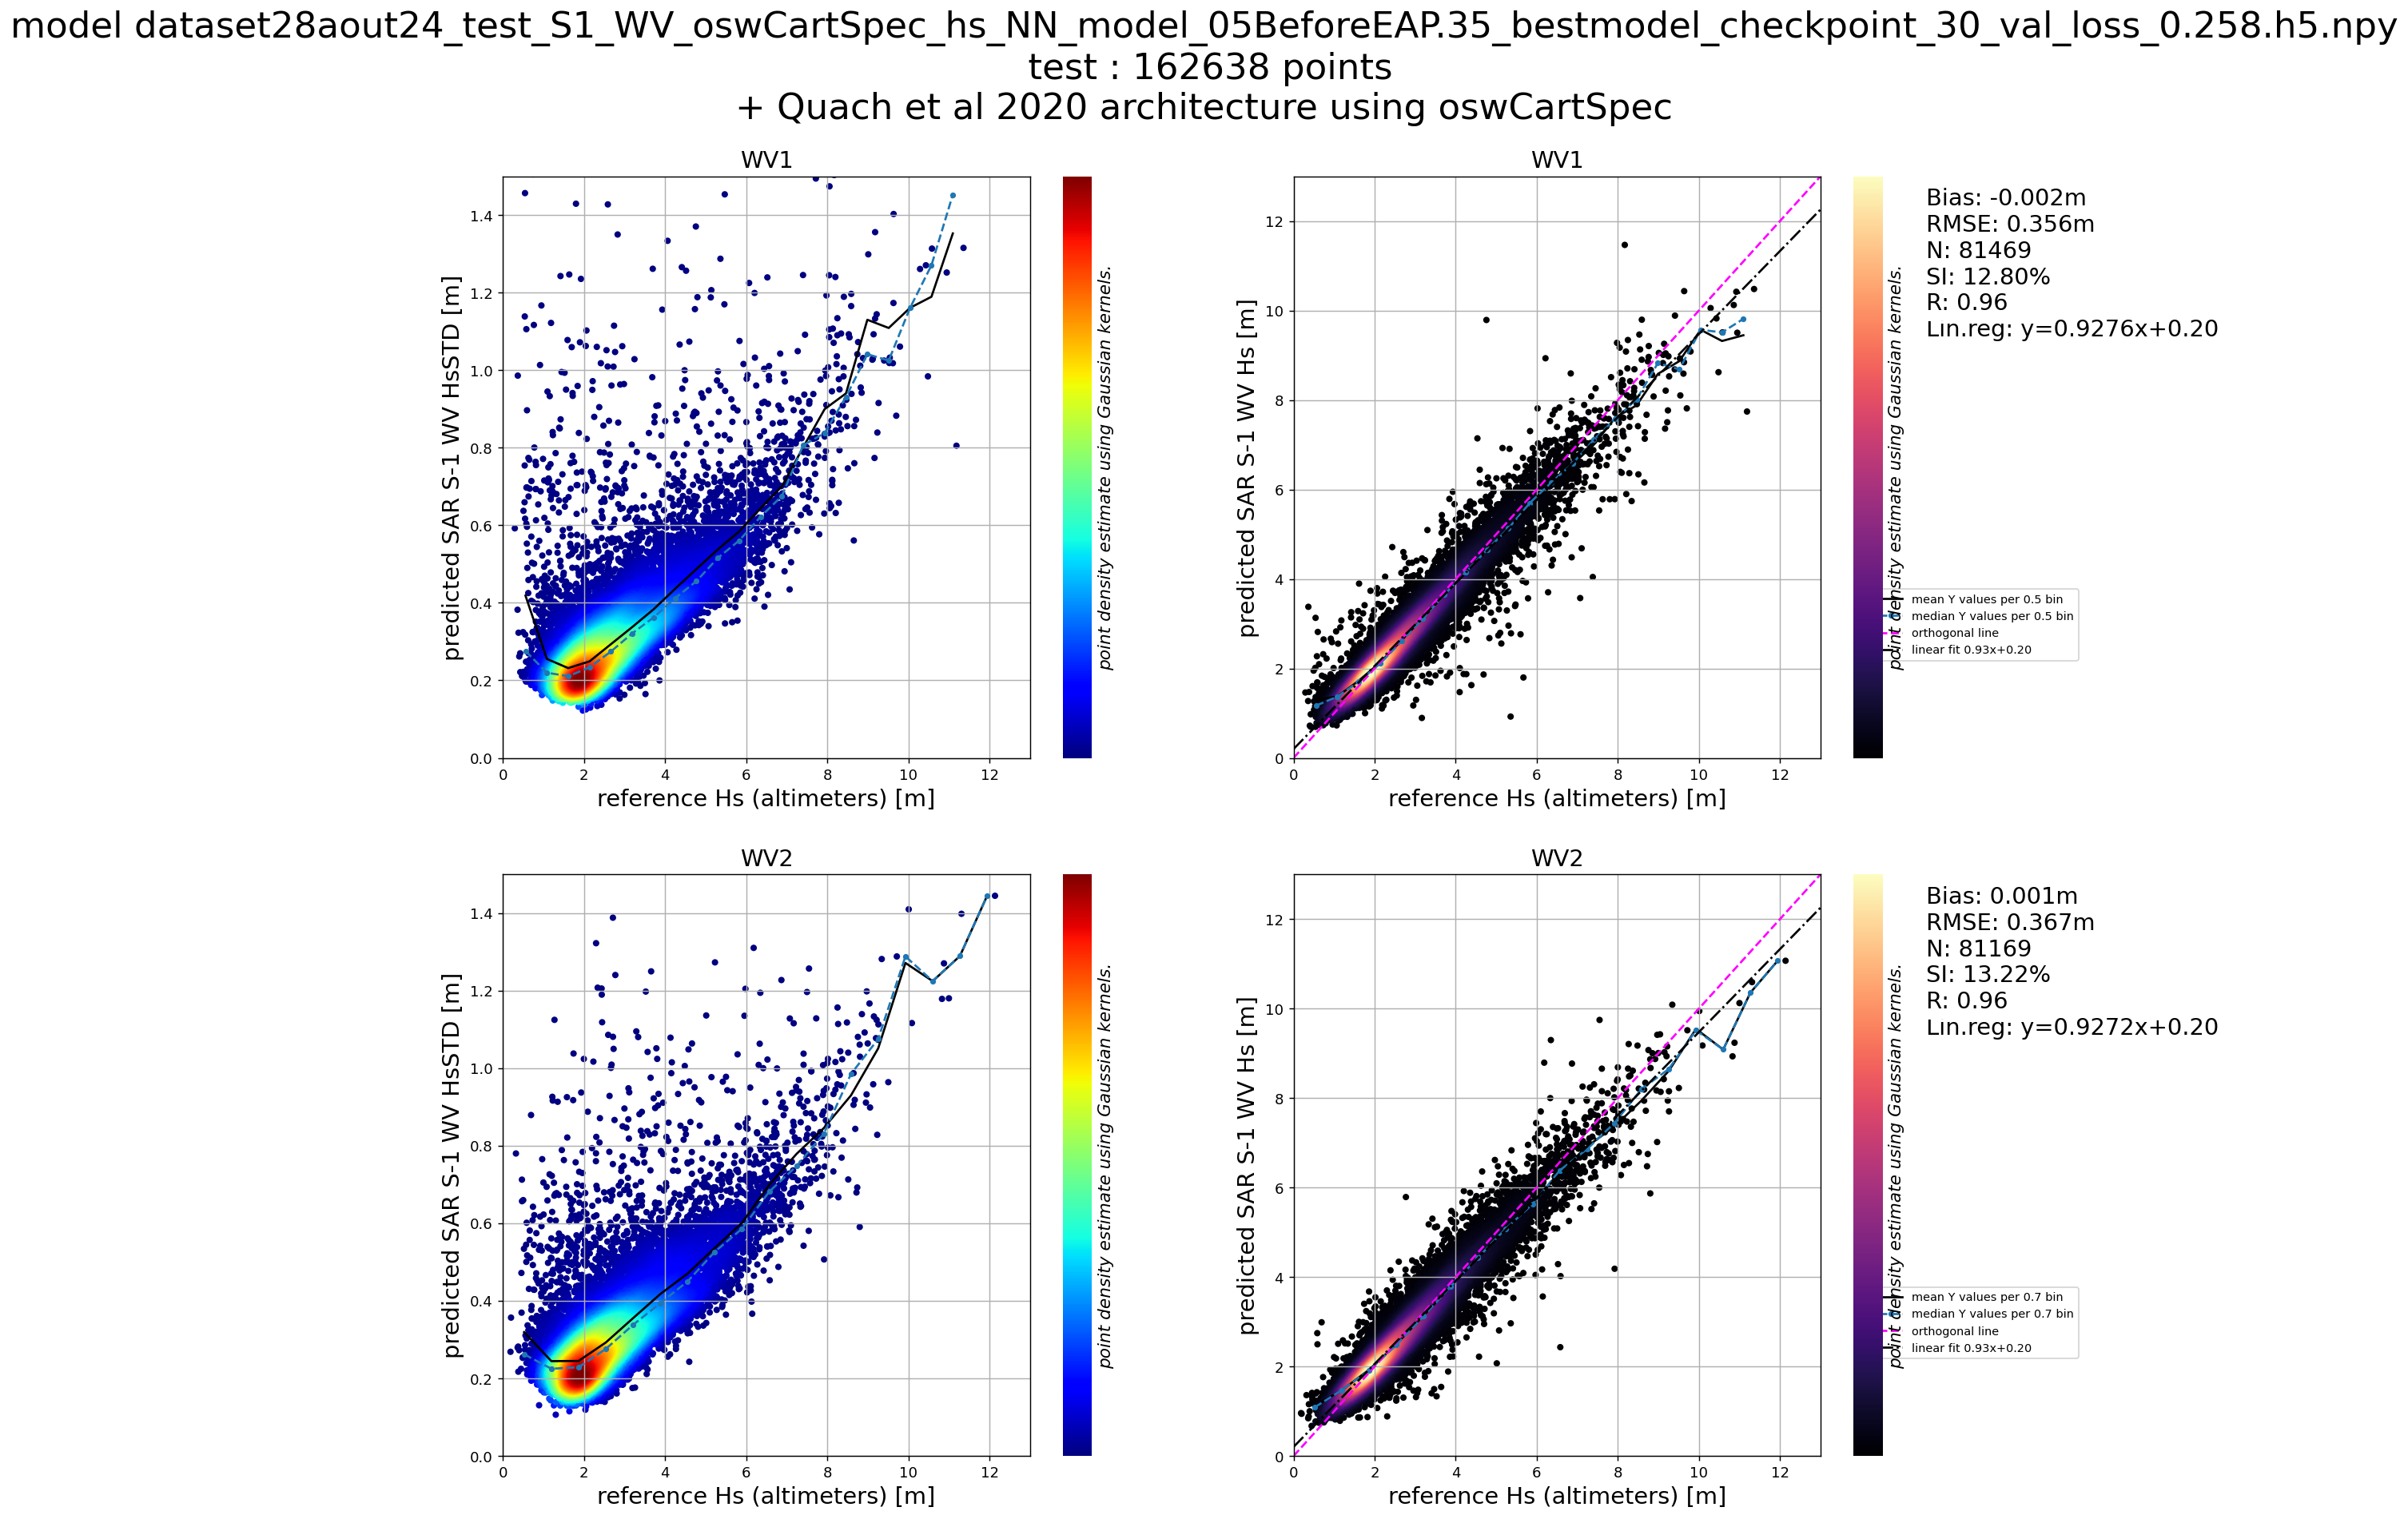 model dataset28aout24_test_S1_WV_oswCartSpec_hs_NN_model_05BeforeEAP.35_bestmodel_checkpoint_30_val_loss_0.258.h5.npy
test : 162638 points
+ Quach et al 2020 architecture using oswCartSpec
WV1
predicted SAR S-1 WV HsSTD [m]
1.4
1.2
1.0
0.8
0.6
0.4
0.2
0.0
0 2 4 6 8 10 12
reference Hs (altimeters) [m]
point density estimate using Gaussian kernels.
WV1
predicted SAR S-1 WV Hs [m]
12
10
8
6
4
2
0
0 2 4 6 8 10 12
reference Hs (altimeters) [m]
point density estimate using Gaussian kernels.
Bias: -0.002m
RMSE: 0.356m
N: 81469
SI: 12.80%
R: 0.96
Lın.reg: y=0.9276x+0.20
mean Y values per 0.5 bin
median Y values per 0.5 bin
orthogonal line
linear fit 0.93x+0.20
WV2
predicted SAR S-1 WV HsSTD [m]
1.4
1.2
1.0
0.8
0.6
0.4
0.2
0.0
0 2 4 6 8 10 12
reference Hs (altimeters) [m]
point density estimate using Gaussian kernels.
WV2
predicted SAR S-1 WV Hs [m]
12
10
8
6
4
2
0
0 2 4 6 8 10 12
reference Hs (altimeters) [m]
point density estimate using Gaussian kernels.
Bias: 0.001m
RMSE: 0.367m
N: 81169
SI: 13.22%
R: 0.96
Lın.reg: y=0.9272x+0.20
mean Y values per 0.7 bin
median Y values per 0.7 bin
orthogonal line
linear fit 0.93x+0.20